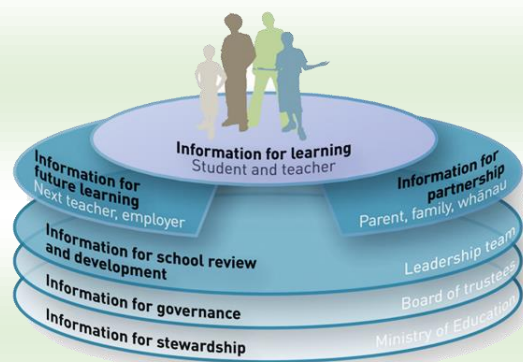 Information for learning
Student and teacher
Information for
future learning
Next teacher, employer
Information for
partnership
Parent, family, whānau
Information for school review
and development
Leadership team
Information for governance
Board of trustees
Information for stewardship
Ministry of Education